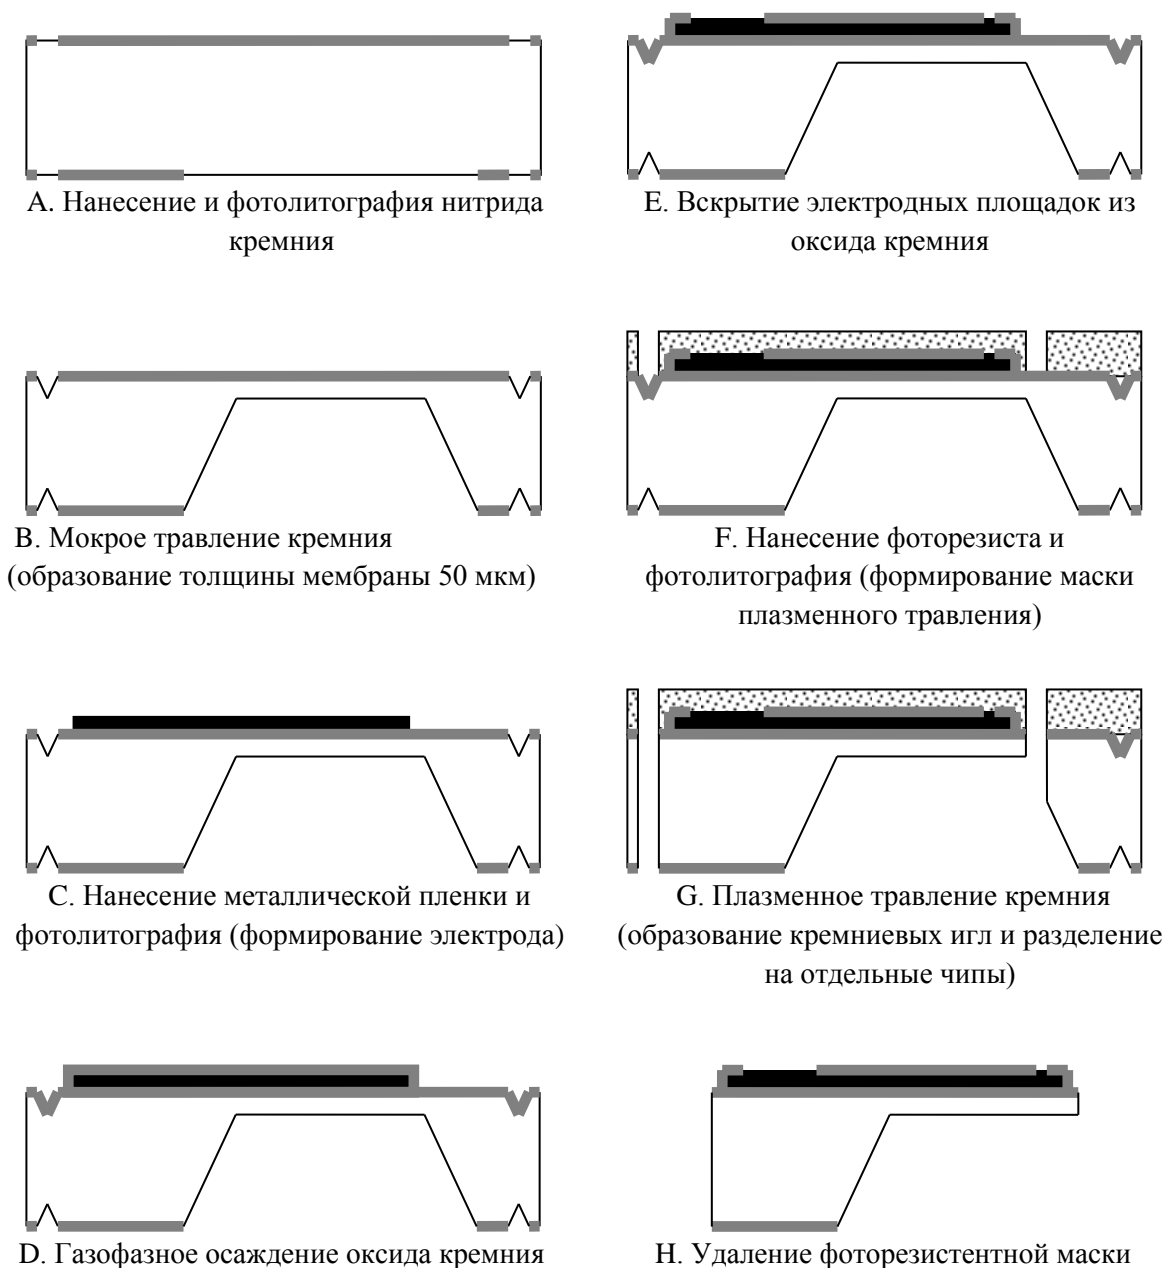 A. Нанесение и фотолитография нитрида
кремния
B. Мокрое травление кремния
(образование толщины мембраны 50 мкм)
C. Нанесение металлической пленки и
фотолитография (формирование электрода)
D. Газофазное осаждение оксида кремния
E. Вскрытие электродных площадок из
оксида кремния
F. Нанесение фоторезиста и
фотолитография (формирование маски
плазменного травления)
G. Плазменное травление кремния
(образование кремниевых игл и разделение
на отдельные чипы)
H. Удаление фоторезистентной маски